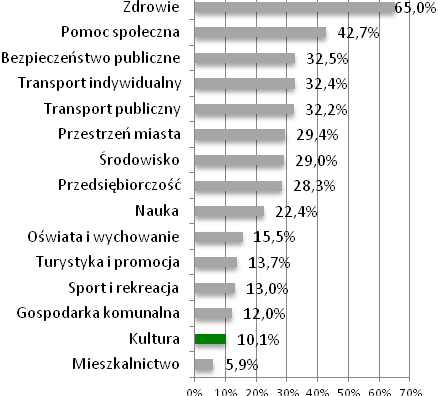 Zdrowie 65,0%
Pomoc społeczna 42,7%
Bezpieczeństwo publiczne 32,5%
Transport indywidualny 32,4%
Transport publiczny 32,2%
Przestrzeń miasta 29,4%
Środowisko 29,0%
Przedsiębiorczość 28,3%
Nauka 22,4%
Oświata i wychowanie 15,5%
Turystyka i promocja 13,7%
Sport i rekreacja 13,0%
Gospodarka komunalna 12,0%
Kultura 10,1%
Mieszkalnictwo 5,9%
0% 10% 20% 30% 40% 50% 60% 70%